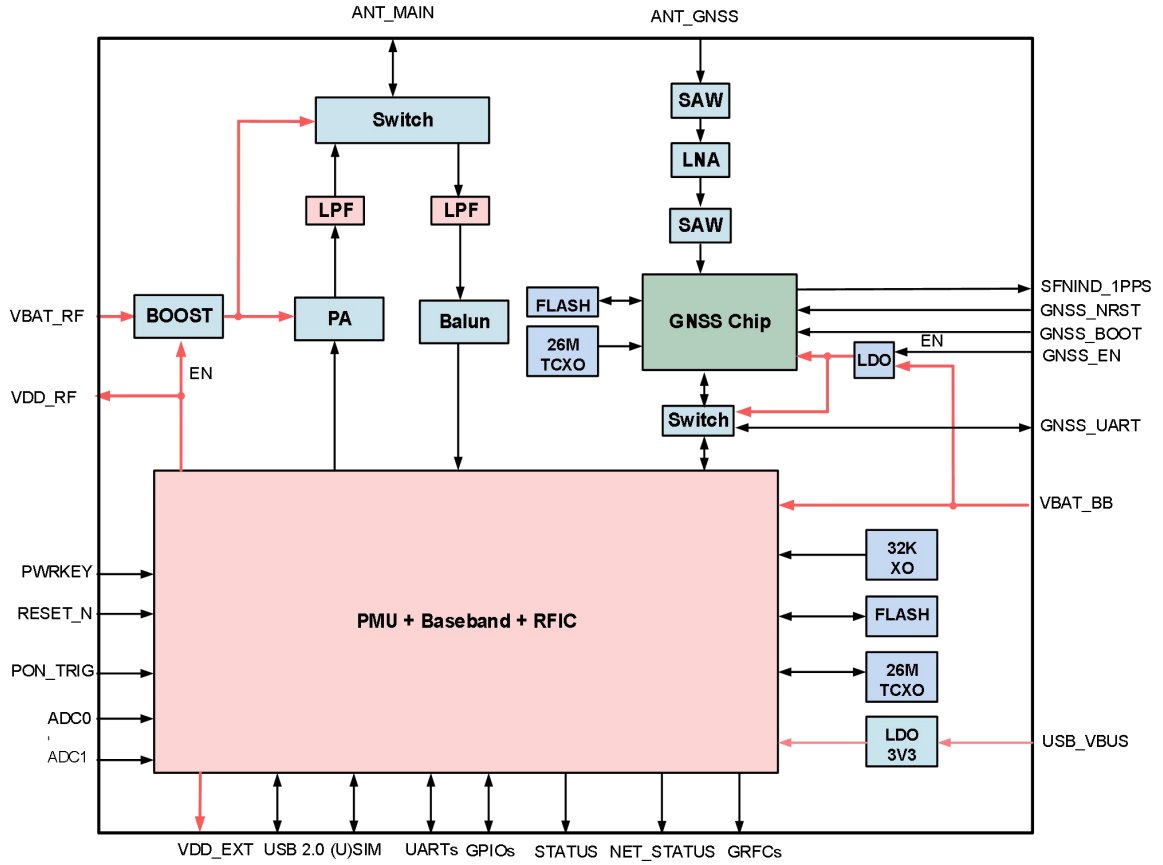 ANT_MAIN
ANT_GNSS
SAW
Switch
LNA
LPF
LPF
SAW
SFNIND_1PPS
FLASH
VBAT_RF
BOOST
PA
Balun
GNSS Chip
GNSS_NRST
GNSS_BOOT
26M
TCXO
EN
LDO
GNSS_EN
EN
VDD_RF
Switch
GNSS_UART
VBAT_BB
32K
XO
PWRKEY
RESET_N
PMU + Baseband + RFIC
FLASH
PON_TRIG
26M
TCXO
ADC0
ADC1
LDO
3V3
USB_VBUS
VDD_EXT
USB 2.0
(U)SIM
UARTs
GPIOs
STATUS
NET_STATUS
GRFCs